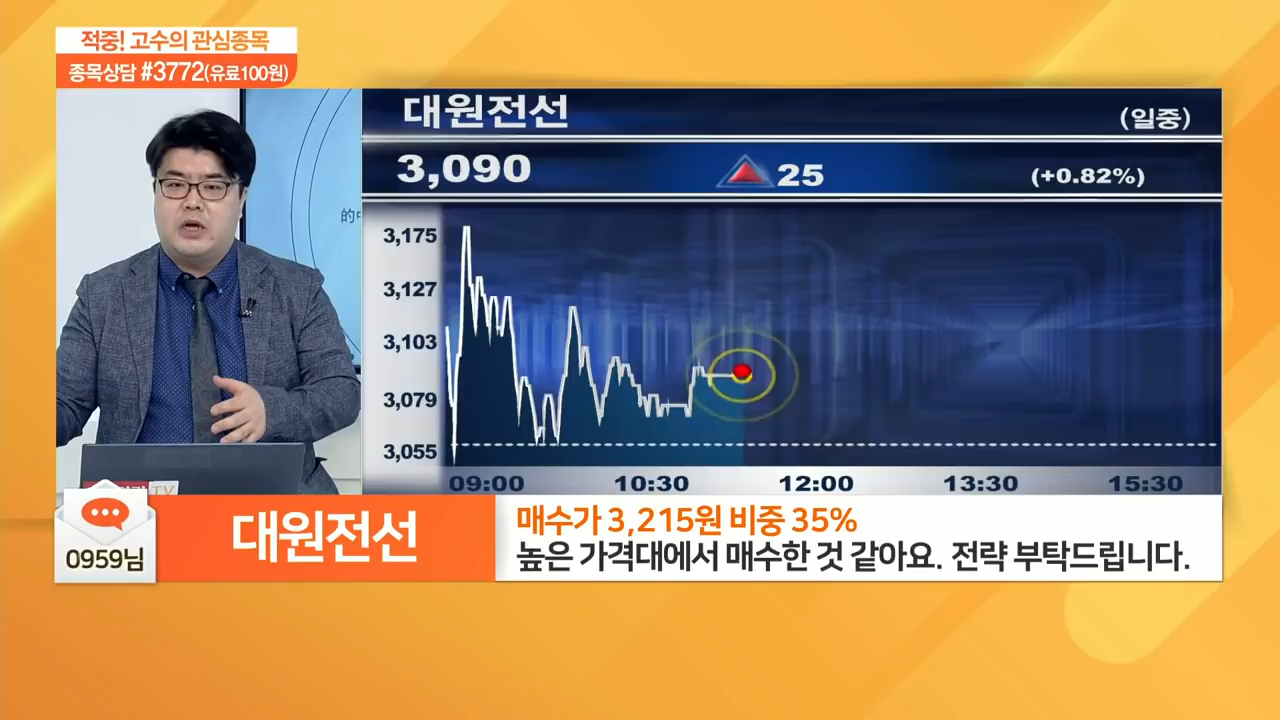 적중! 고수의 관심종목
종목상담 #3772(유료100원)
的中
대원전선
(일중)
3,090
25
(+0.82%)
3,175
3,127
3,103
3,079
3,055
09:00 10:30 12:00 13:30 15:30
TV
0959님
대원전선
매수가 3,215원 비중 35%
높은 가격대에서 매수한 것 같아요. 전략 부탁드립니다.